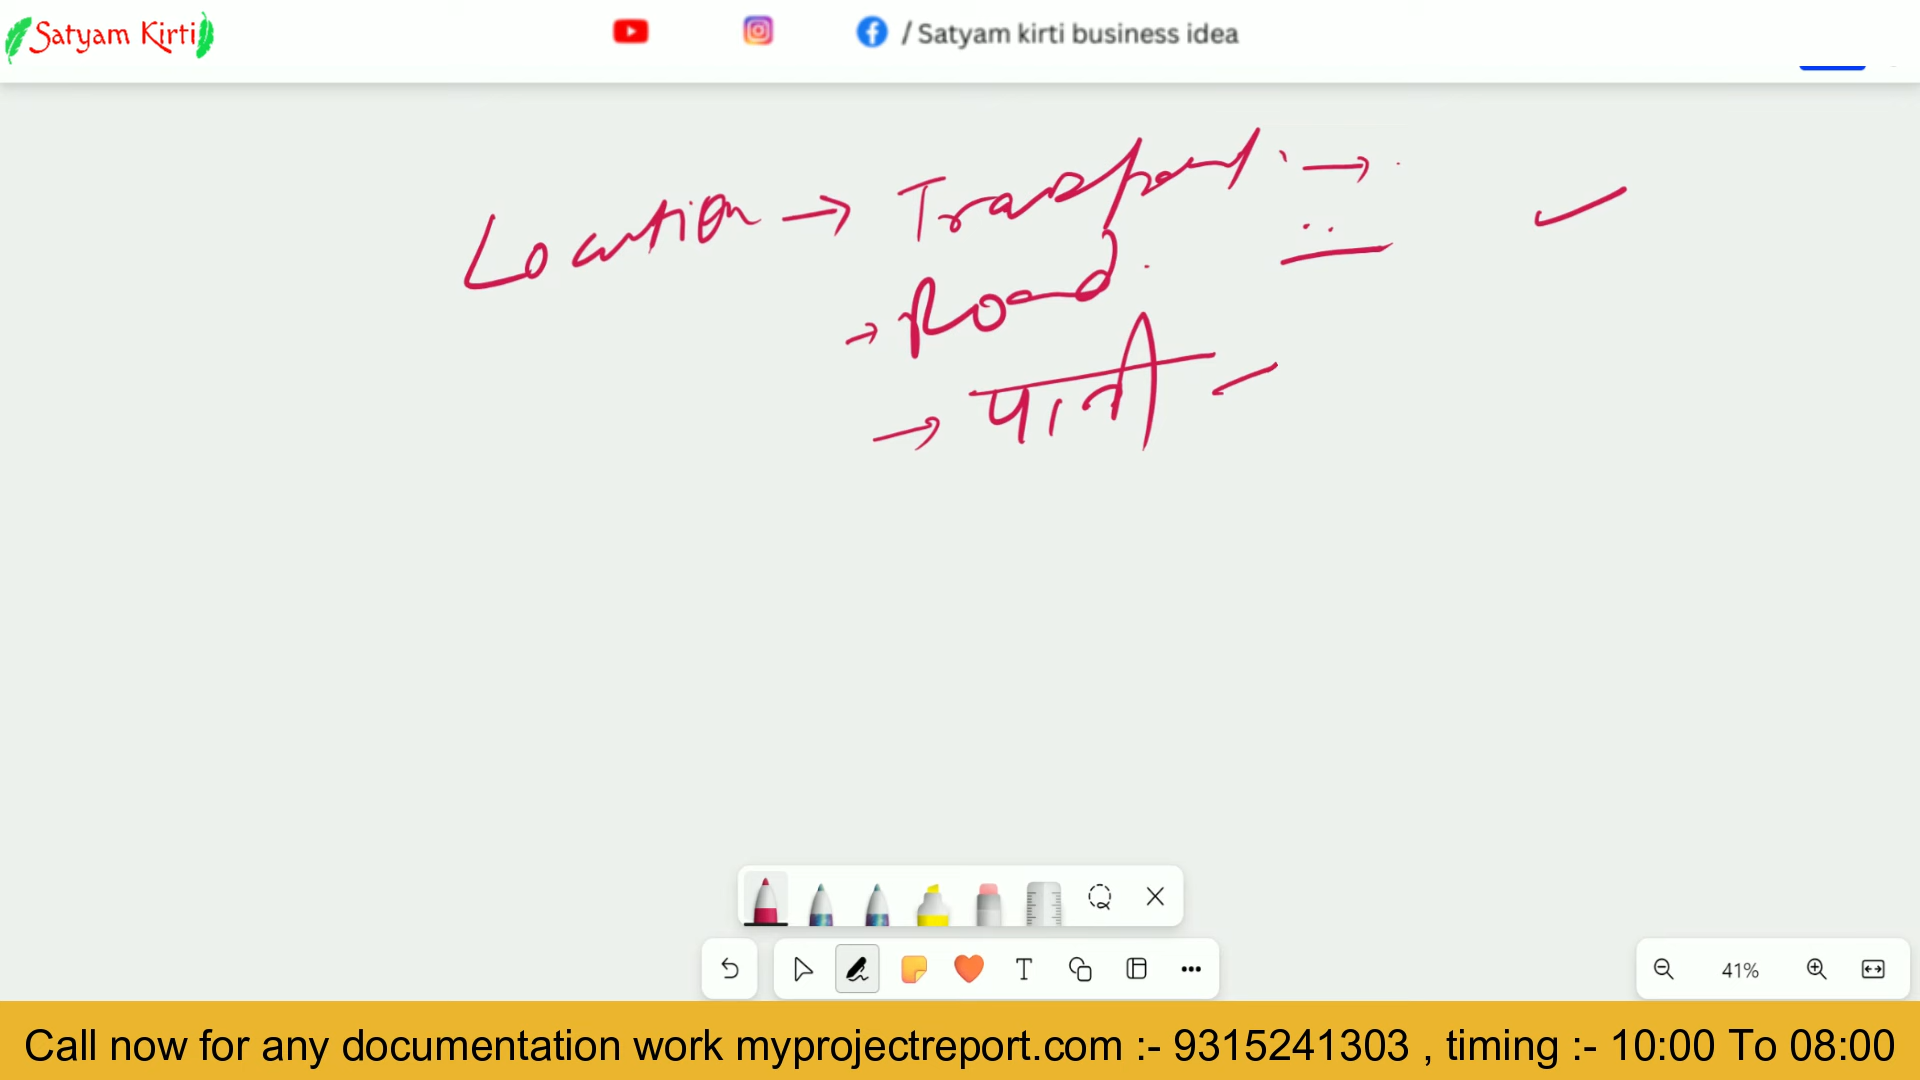 Satyam Kirti
/ Satyam kirti business idea
Location → Transport →
→ Road
→ पानी
41%
Call now for any documentation work myprojectreport.com :- 9315241303 , timing :- 10:00 To 08:00